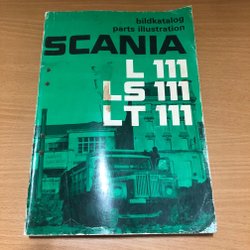 bildkatalog
parts illustration
SCANIA
L 111
LS 111
LT 111